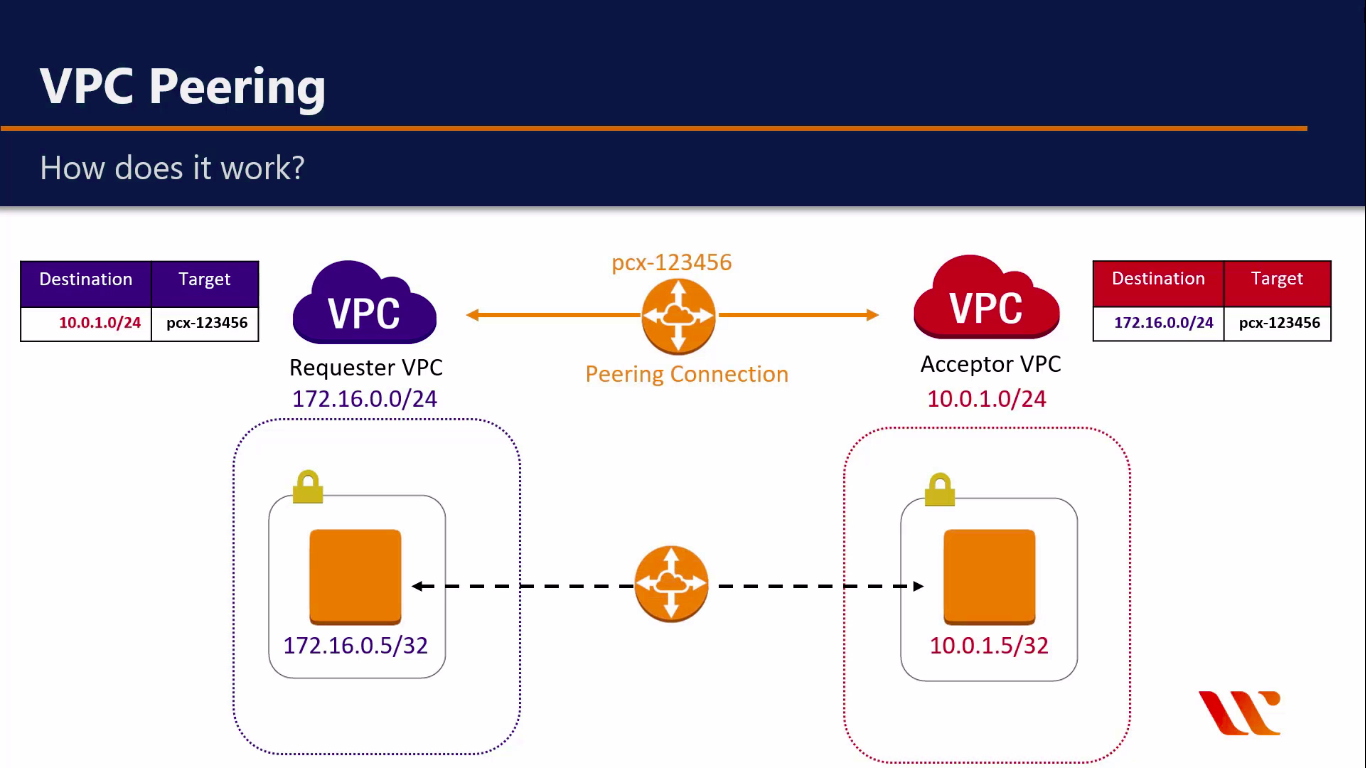 VPC Peering
How does it work?
Destination Target
10.0.1.0/24 pcx-123456
VPC
Requester VPC
172.16.0.0/24
pcx-123456
Peering Connection
VPC
Acceptor VPC
10.0.1.0/24
Destination Target
172.16.0.0/24 pcx-123456
172.16.0.5/32
10.0.1.5/32